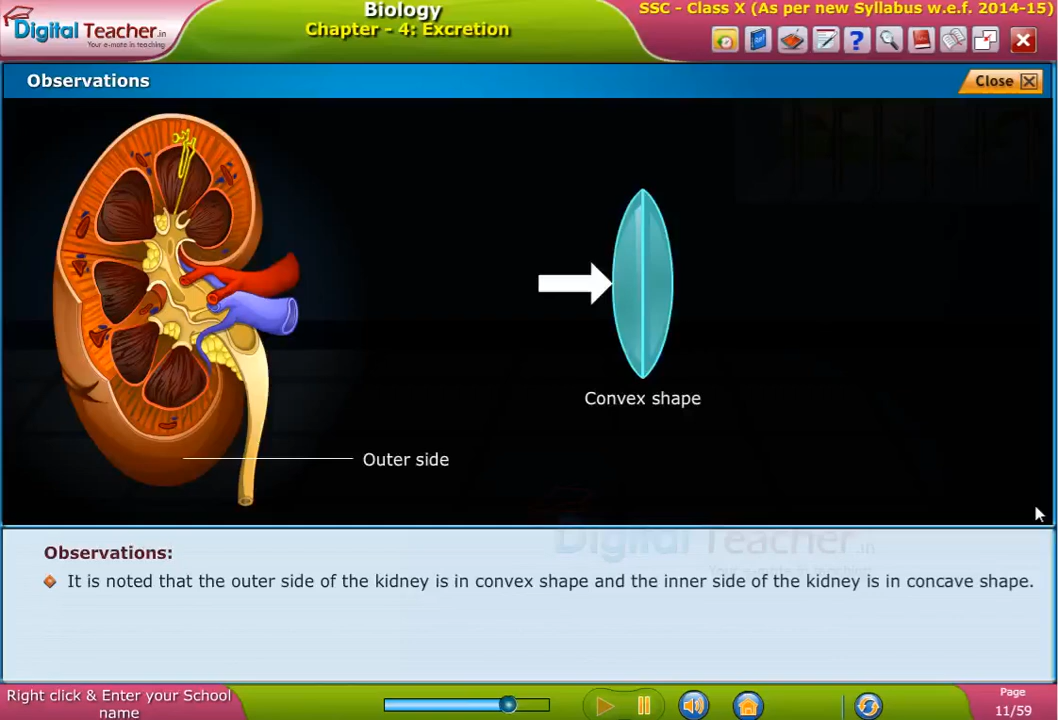 Biology
SSC - Class X (As per new Syllabus w.e.f. 2014-15)
Digital Teacher.in
Your e-mate in teaching
Chapter - 4: Excretion
Observations
Close
Convex shape
Outer side
Digital Teacher.in
Observations:
It is noted that the outer side of the kidney is in convex shape and the inner side of the kidney is in concave shape.
Right click & Enter your School
name
Page
11/59